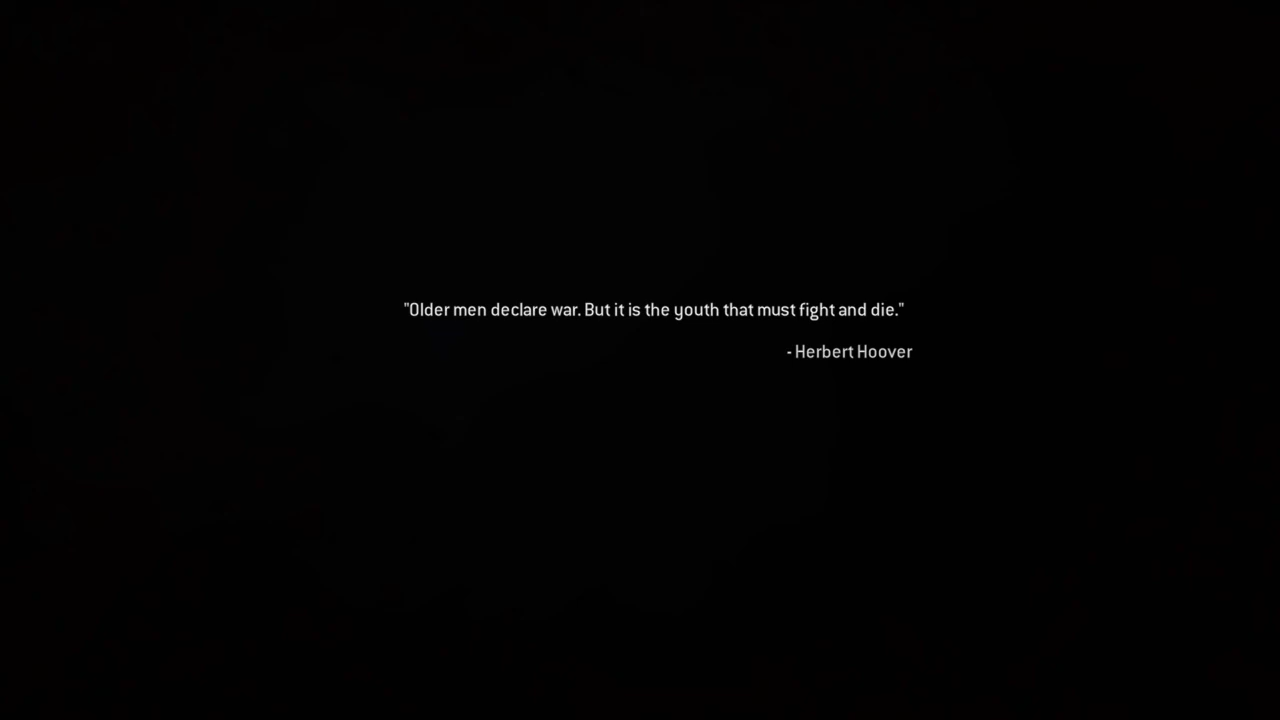 "Older men declare war. But it is the youth that must fight and die."
- Herbert Hoover